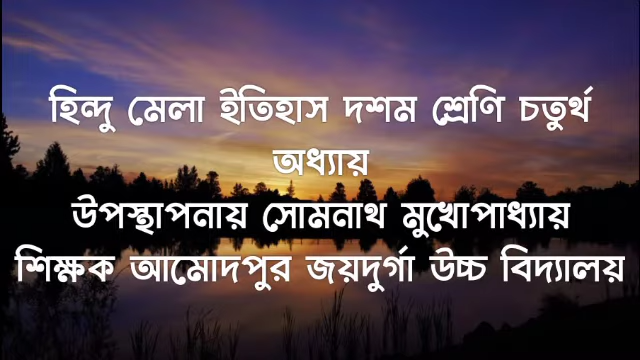 হিন্দু মেলা ইতিহাস দশম শ্রেণি চতুর্থ
অধ্যায়
উপস্থাপনায় সোমনাথ মুখোপাধ্যায়
শিক্ষক আমোদপুর জয়দুর্গা উচ্চ বিদ্যালয়